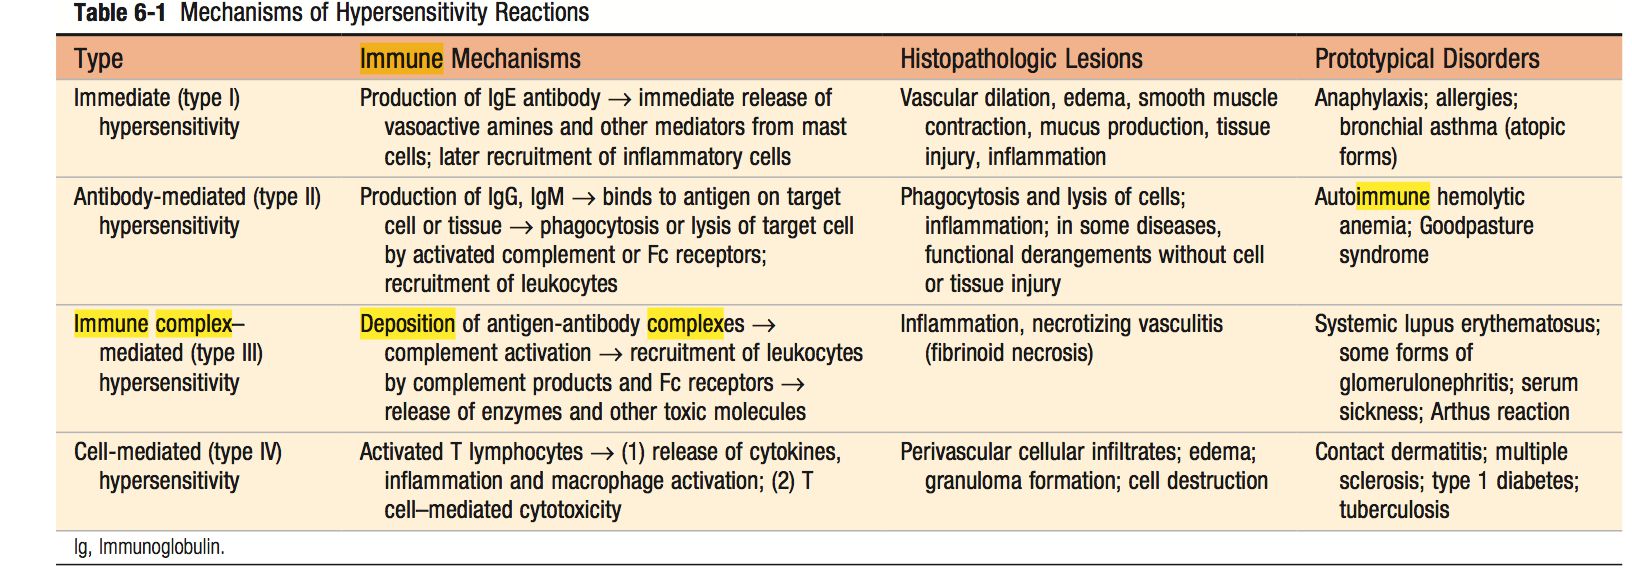 Table 6-1 Mechanisms of Hypersensitivity Reactions
Type
Immune Mechanisms
Histopathologic Lesions
Prototypical Disorders
Immediate (type I)
hypersensitivity
Production of IgE antibody → immediate release of
vasoactive amines and other mediators from mast
cells; later recruitment of inflammatory cells
Vascular dilation, edema, smooth muscle
contraction, mucus production, tissue
injury, inflammation
Anaphylaxis; allergies;
bronchial asthma (atopic
forms)
Antibody-mediated (type II)
hypersensitivity
Production of IgG, IgM → binds to antigen on target
cell or tissue → phagocytosis or lysis of target cell
by activated complement or Fc receptors;
recruitment of leukocytes
Phagocytosis and lysis of cells;
inflammation; in some diseases,
functional derangements without cell
or tissue injury
Autoimmune hemolytic
anemia; Goodpasture
syndrome
Immune complex–
mediated (type III)
hypersensitivity
Deposition of antigen-antibody complexes →
complement activation → recruitment of leukocytes
by complement products and Fc receptors →
release of enzymes and other toxic molecules
Inflammation, necrotizing vasculitis
(fibrinoid necrosis)
Systemic lupus erythematosus;
some forms of
glomerulonephritis; serum
sickness; Arthus reaction
Cell-mediated (type IV)
hypersensitivity
Activated T lymphocytes → (1) release of cytokines,
inflammation and macrophage activation; (2) T
cell–mediated cytotoxicity
Perivascular cellular infiltrates; edema;
granuloma formation; cell destruction
Contact dermatitis; multiple
sclerosis; type 1 diabetes;
tuberculosis
Ig, Immunoglobulin.